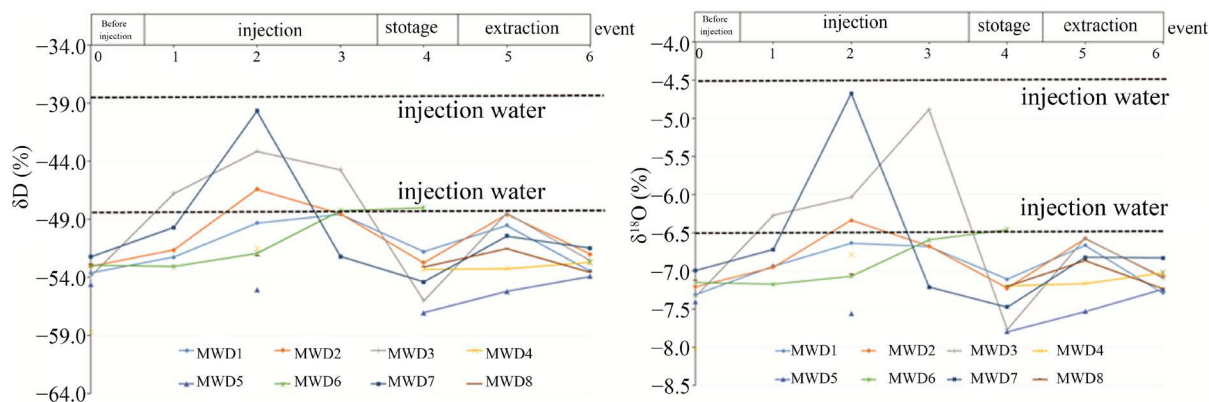 Before injection injection stotage extraction event
0 1 2 3 4 5 6
−34.0
−39.0
−44.0
−49.0
−54.0
−59.0
−64.0
δD (%)
injection water
injection water
MWD1 MWD2 MWD3 MWD4
MWD5 MWD6 MWD7 MWD8
Before injection injection stotage extraction event
0 1 2 3 4 5 6
−4.0
−4.5
−5.0
−5.5
−6.0
−6.5
−7.0
−7.5
−8.0
−8.5
δ¹⁸O (%)
injection water
injection water
MWD1 MWD2 MWD3 MWD4
MWD5 MWD6 MWD7 MWD8